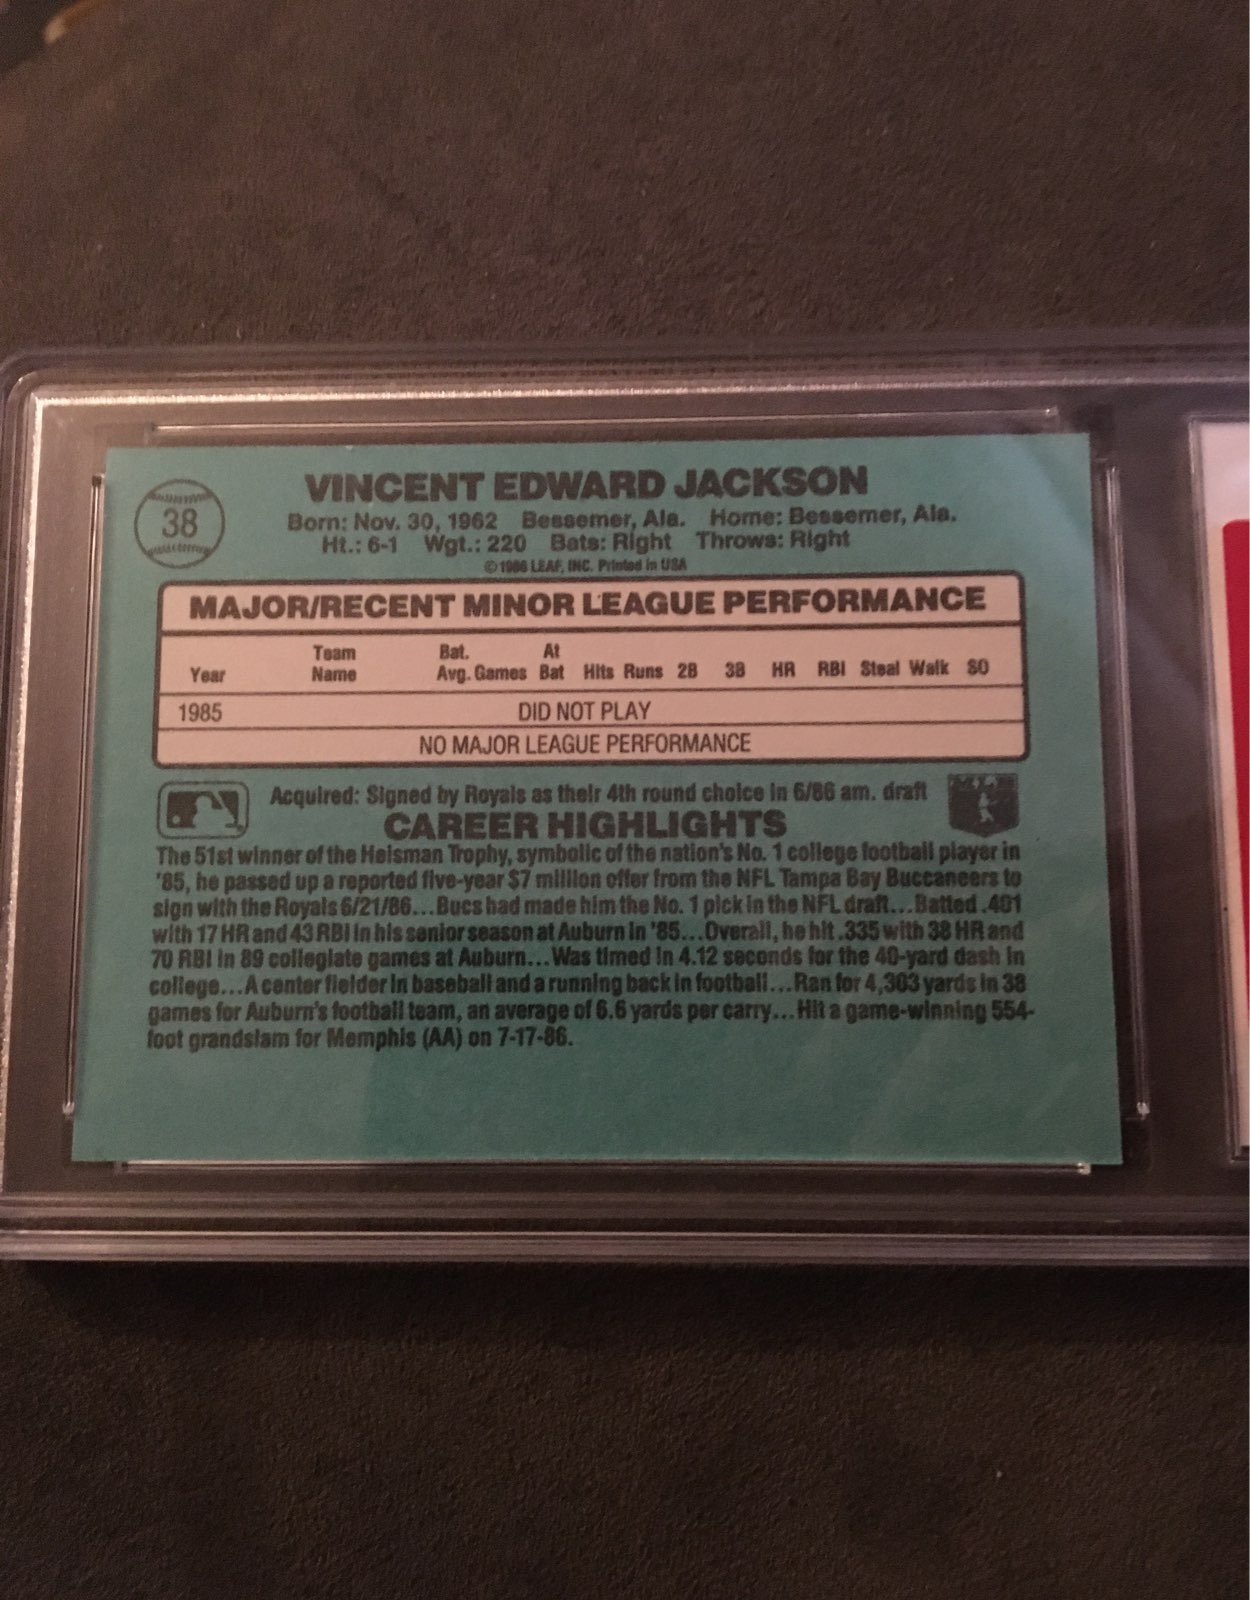 38
VINCENT EDWARD JACKSON
Born: Nov. 30, 1962 Bessemer, Ala. Home: Bessemer, Ala.
Ht.: 6-1 Wgt.: 220 Bats: Right Throws: Right
©1986 LEAF, INC. Printed in USA
MAJOR/RECENT MINOR LEAGUE PERFORMANCE
Team Bat. At
Year Name Avg. Games Bat Hits Runs 2B 3B HR RBI Steal Walk SO
1985 DID NOT PLAY
NO MAJOR LEAGUE PERFORMANCE
Acquired: Signed by Royals as their 4th round choice in 6/86 am. draft
CAREER HIGHLIGHTS
The 51st winner of the Heisman Trophy, symbolic of the nation's No. 1 college football player in
'85, he passed up a reported five-year $7 million offer from the NFL Tampa Bay Buccaneers to
sign with the Royals 6/21/86...Bucs had made him the No. 1 pick in the NFL draft...Batted .401
with 17 HR and 43 RBI in his senior season at Auburn in '85...Overall, he hit .335 with 38 HR and
70 RBI in 89 collegiate games at Auburn...Was timed in 4.12 seconds for the 40-yard dash in
college...A center fielder in baseball and a running back in football...Ran for 4,303 yards in 38
games for Auburn's football team, an average of 6.6 yards per carry...Hit a game-winning 554-
foot grandslam for Memphis (AA) on 7-17-86.